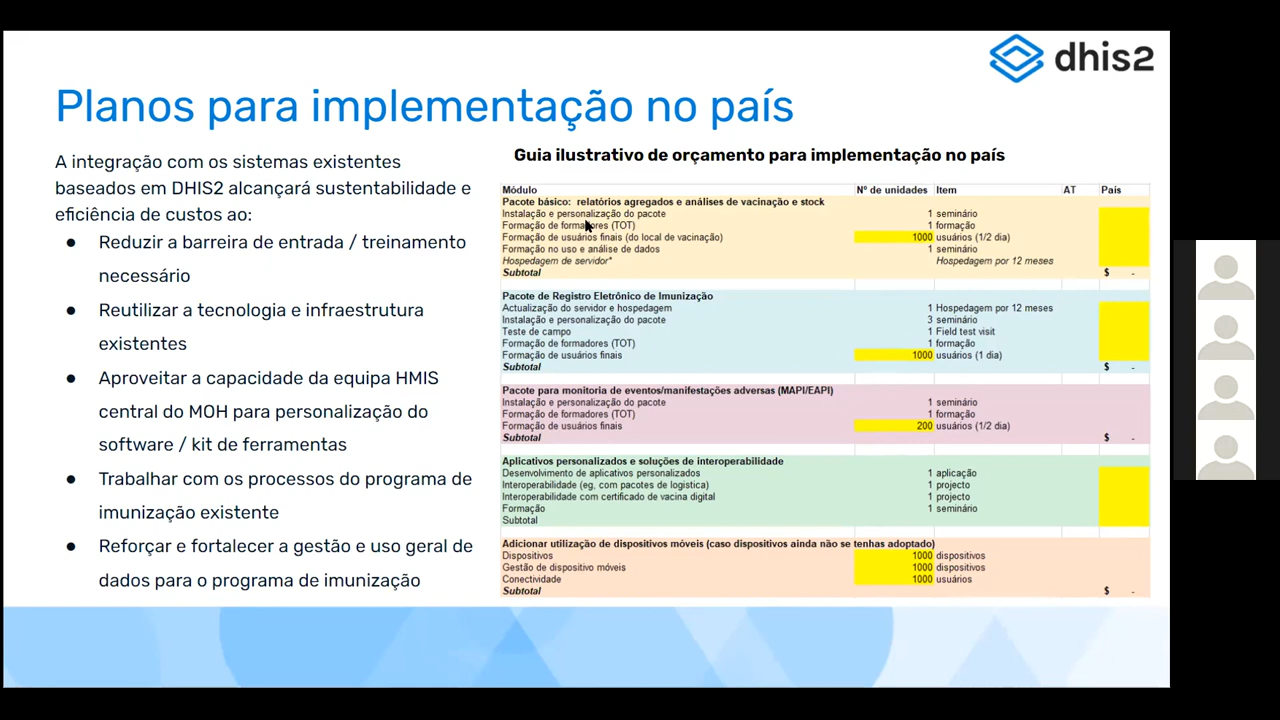 dhis2
Planos para implementação no país
A integração com os sistemas existentes
baseados em DHIS2 alcançará sustentabilidade e
eficiência de custos ao:
● Reduzir a barreira de entrada / treinamento
necessário
● Reutilizar a tecnologia e infraestrutura
existentes
● Aproveitar a capacidade da equipa HMIS
central do MOH para personalização do
software / kit de ferramentas
● Trabalhar com os processos do programa de
imunização existente
● Reforçar e fortalecer a gestão e uso geral de
dados para o programa de imunização
Guia ilustrativo de orçamento para implementação no país
Módulo Nº de unidades Item AT País
Pacote básico: relatórios agregados e análises de vacinação e stock
Instalação e personalização do pacote 1 seminário
Formação de formadores (TOT) 1 formação
Formação de usuários finais (do local de vacinação) 1000 usuários (1/2 dia)
Formação no uso e análise de dados 1 seminário
Hospedagem de servidor* Hospedagem por 12 meses
Subtotal $ -
Pacote de Registro Eletrônico de Imunização
Actualização do servidor e hospedagem 1 Hospedagem por 12 meses
Instalação e personalização do pacote 3 seminário
Teste de campo 1 Field test visit
Formação de formadores (TOT) 1 formação
Formação de usuários finais 1000 usuários (1 dia)
Subtotal $ -
Pacote para monitoria de eventos/manifestações adversas (MAPI/EAPI)
Instalação e personalização do pacote 1 seminário
Formação de formadores (TOT) 1 formação
Formação de usuários finais 200 usuários (1/2 dia)
Subtotal $ -
Aplicativos personalizados e soluções de interoperabilidade
Desenvolvimento de aplicativos personalizados 1 aplicação
Interoperabilidade (eg, com pacotes de logistica) 1 projecto
Interoperabilidade com certificado de vacina digital 1 projecto
Formação 1 seminário
Subtotal
Adicionar utilização de dispositivos móveis (caso dispositivos ainda não se tenhas adoptado)
Dispositivos 1000 dispositivos
Gestão de dispositivo móveis 1000 dispositivos
Conectividade 1000 usuários
Subtotal $ -